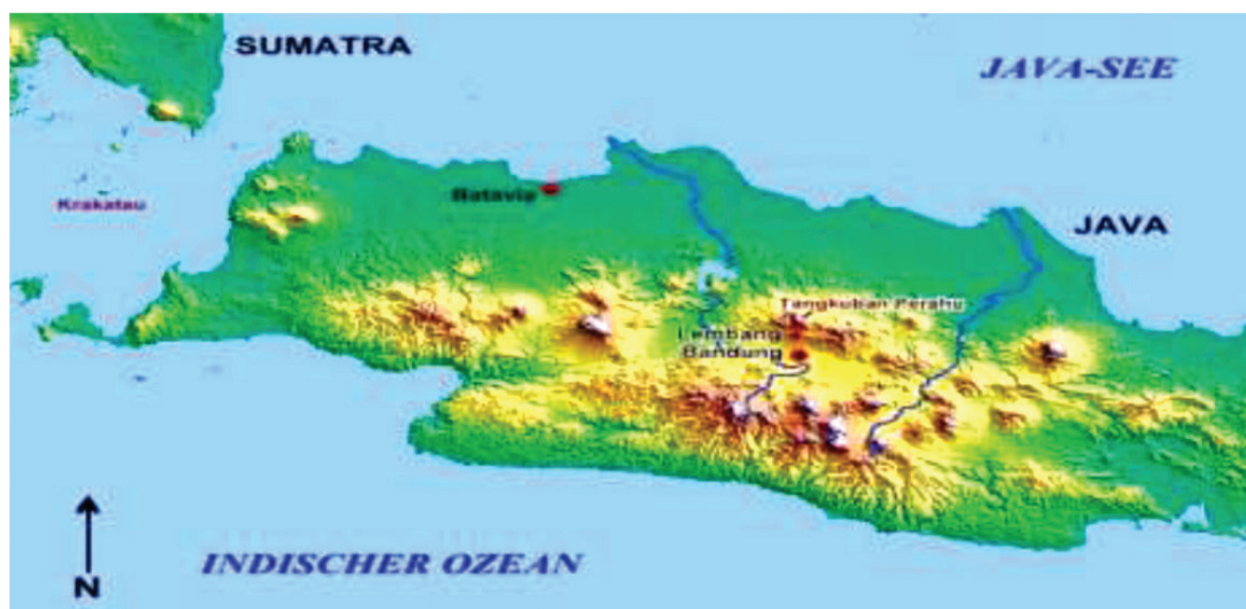 SUMATRA
JAVA-SEE
Batavia
Krakatau
JAVA
Tangkuban Perahu
Lembang
Bandung
N
INDISCHER OZEAN